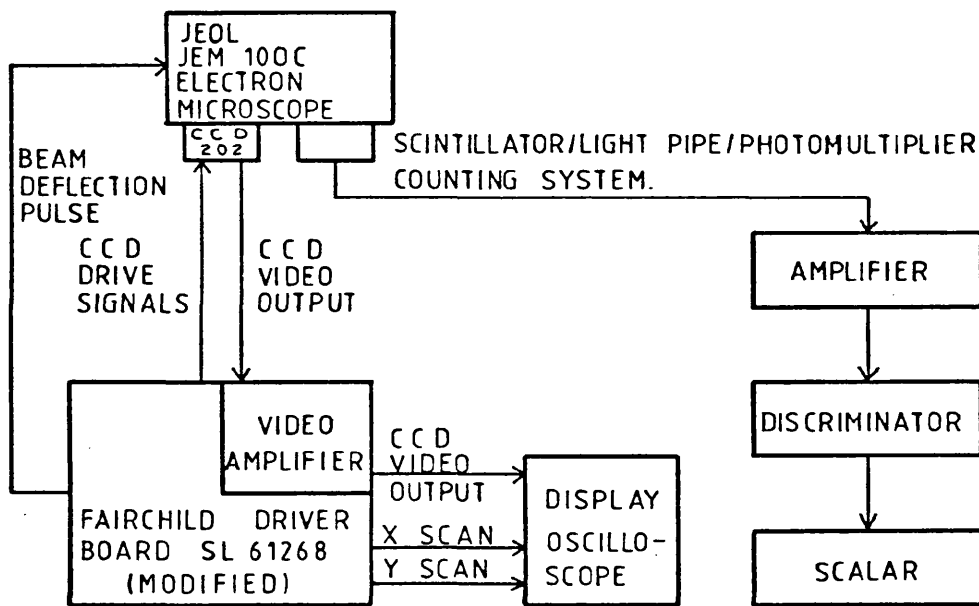 JEOL
JEM 100C
ELECTRON
MICROSCOPE
CCD
202
SCINTILLATOR/LIGHT PIPE/PHOTOMULTIPLIER
COUNTING SYSTEM.
BEAM
DEFLECTION
PULSE
CCD
DRIVE
SIGNALS
CCD
VIDEO
OUTPUT
AMPLIFIER
DISCRIMINATOR
SCALAR
VIDEO
AMPLIFIER
FAIRCHILD DRIVER
BOARD SL 61268
(MODIFIED)
CCD
VIDEO
OUTPUT
X SCAN
Y SCAN
DISPLAY
OSCILLO-
SCOPE